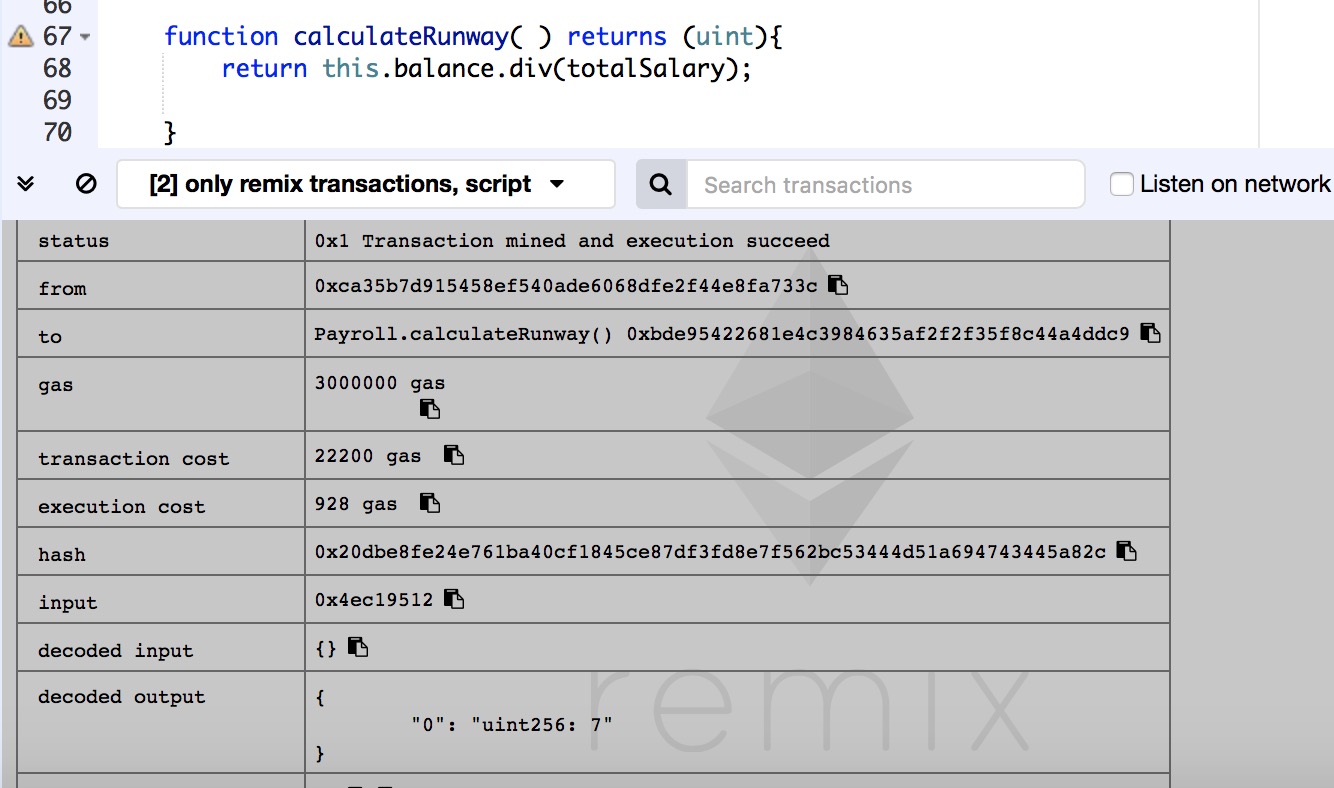 66
67 function calculateRunway( ) returns (uint){
68 return this.balance.div(totalSalary);
69
70 }
[2] only remix transactions, script Search transactions Listen on network
status 0x1 Transaction mined and execution succeed
from 0xca35b7d915458ef540ade6068dfe2f44e8fa733c
to Payroll.calculateRunway() 0xbde95422681e4c3984635af2f2f35f8c44a4ddc9
gas 3000000 gas
transaction cost 22200 gas
execution cost 928 gas
hash 0x20dbe8fe24e761ba40cf1845ce87df3fd8e7f562bc53444d51a694743445a82c
input 0x4ec19512
decoded input {}
decoded output {
"0": "uint256: 7"
}
remix